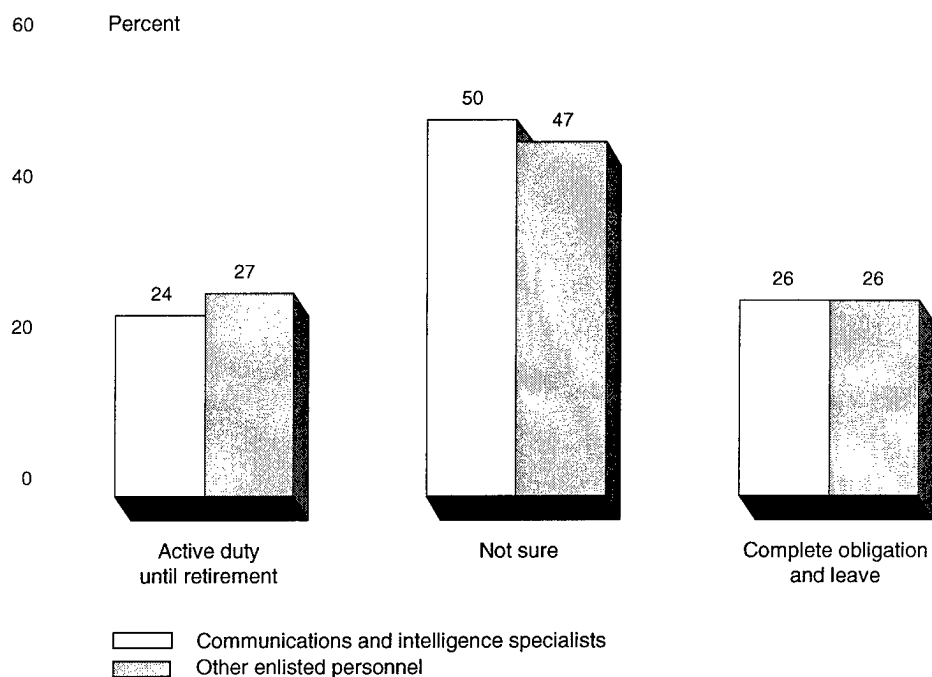 60 Percent
50
47
40
24
27
26
26
20
0
Active duty
until retirement
Not sure
Complete obligation
and leave
Communications and intelligence specialists
Other enlisted personnel